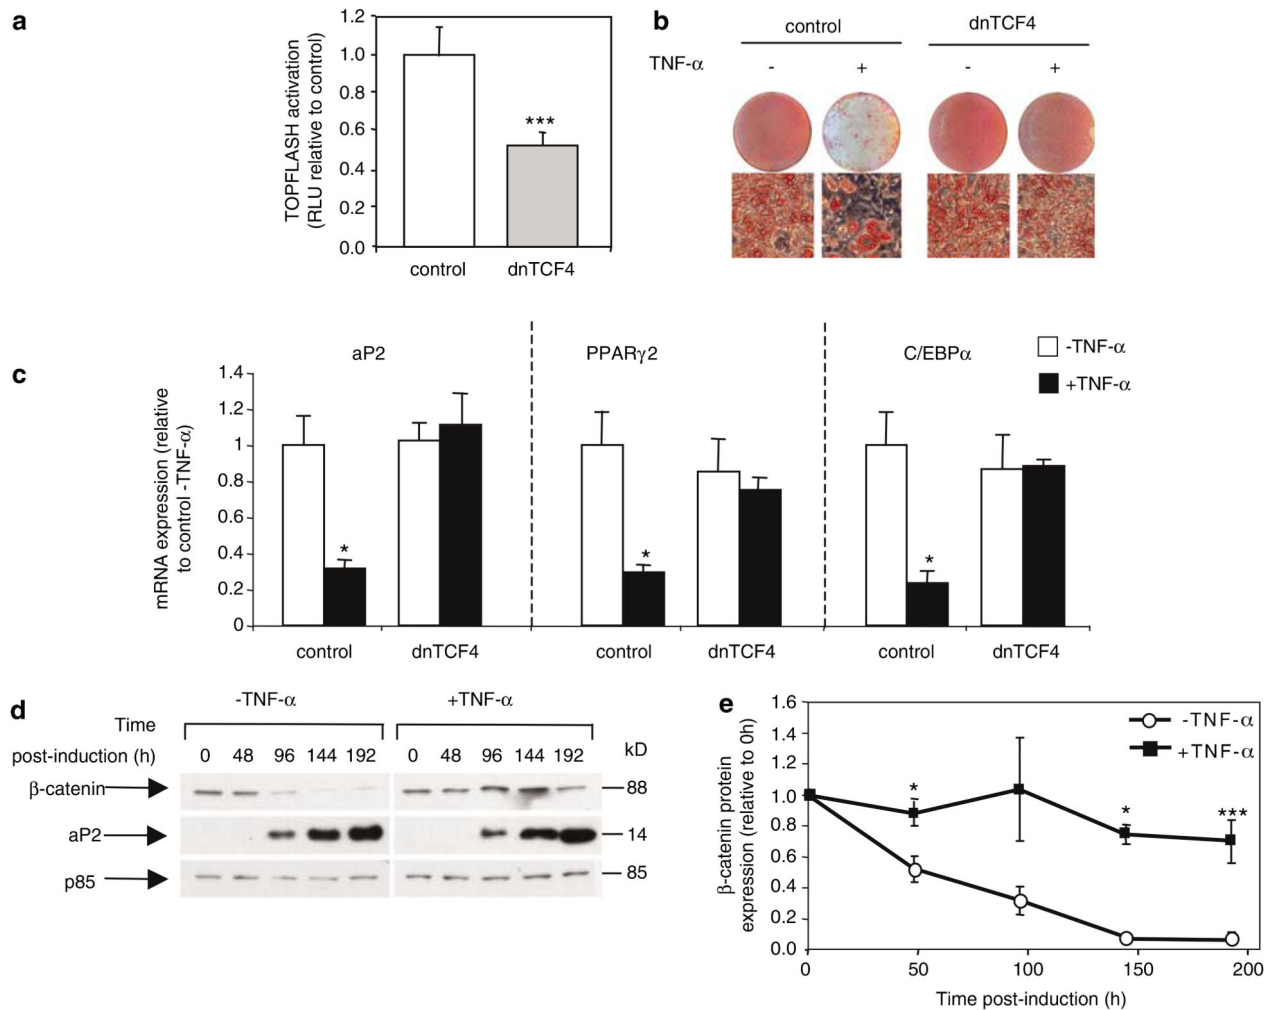 a
TOPFLASH activation
(RLU relative to control)
1.2
1.0
0.8
0.6
0.4
0.2
0.0
***
control
dnTCF4
b
control
dnTCF4
TNF-α
-
+
-
+
c
aP2
PPARγ2
C/EBPα
-TNF-α
+TNF-α
mRNA expression (relative
to control -TNF-α)
1.4
1.2
1
0.8
0.6
0.4
0.2
0
*
*
*
control
dnTCF4
control
dnTCF4
control
dnTCF4
d
-TNF-α
+TNF-α
Time
post-induction (h)
0 48 96 144 192
0 48 96 144 192
kD
β-catenin
88
aP2
14
p85
85
e
β-catenin protein
expression (relative to 0h)
1.6
1.4
1.2
1.0
0.8
0.6
0.4
0.2
0.0
-TNF-α
+TNF-α
*
*
***
0
50
100
150
200
Time post-induction (h)